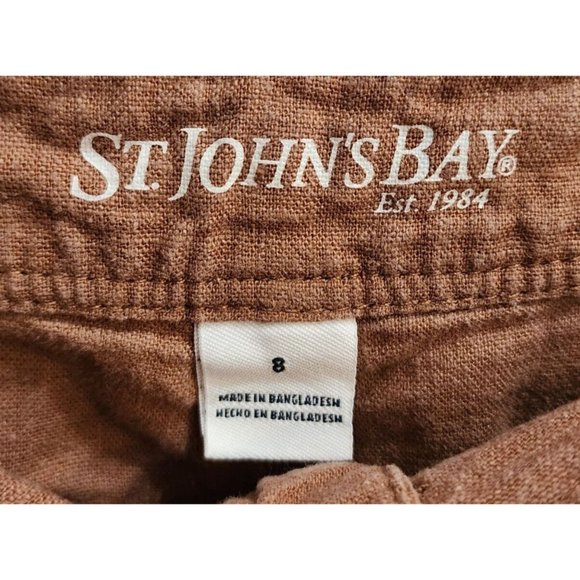 ST. JOHN'S BAY®
Est. 1984
8
MADE IN BANGLADESH
HECHO EN BANGLADESH